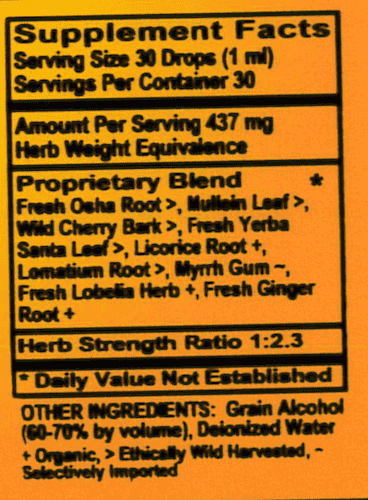 Supplement Facts
Serving Size 30 Drops (1 ml)
Servings Per Container 30
Amount Per Serving 437 mg
Herb Weight Equivalence
Proprietary Blend *
Fresh Osha Root >, Mullein Leaf >,
Wild Cherry Bark >, Fresh Yerba
Santa Leaf >, Licorice Root +,
Lomatium Root >, Myrrh Gum ~,
Fresh Lobelia Herb +, Fresh Ginger
Root +
Herb Strength Ratio 1:2.3
* Daily Value Not Established
OTHER INGREDIENTS: Grain Alcohol
(60-70% by volume), Deionized Water
+ Organic, > Ethically Wild Harvested, ~
Selectively Imported